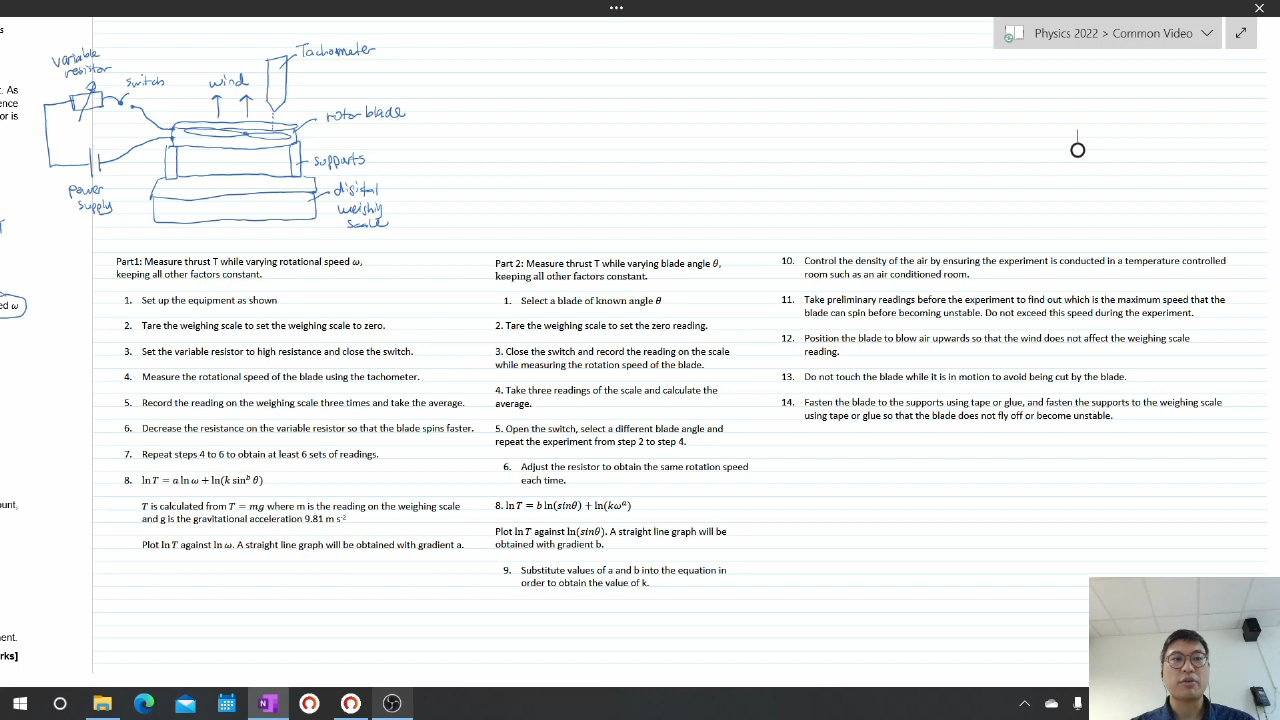 Physics 2022 > Common Video
s
t. As
ence
or is
T
ed ω
ount,
ment.
rks]
variable
resistor
switch
wind
Tachometer
rotor blade
supports
power
supply
digital
scale
Part1: Measure thrust T while varying rotational speed ω,
keeping all other factors constant.
1. Set up the equipment as shown
2. Tare the weighing scale to set the weighing scale to zero.
3. Set the variable resistor to high resistance and close the switch.
4. Measure the rotational speed of the blade using the tachometer.
5. Record the reading on the weighing scale three times and take the average.
6. Decrease the resistance on the variable resistor so that the blade spins faster.
7. Repeat steps 4 to 6 to obtain at least 6 sets of readings.
8. ln T = a ln ω + ln(k sin^b θ)
T is calculated from T = mg where m is the reading on the weighing scale
and g is the gravitational acceleration 9.81 m s⁻²
Plot ln T against ln ω. A straight line graph will be obtained with gradient a.
Part 2: Measure thrust T while varying blade angle θ,
keeping all other factors constant.
1. Select a blade of known angle θ
2. Tare the weighing scale to set the zero reading.
3. Close the switch and record the reading on the scale
while measuring the rotation speed of the blade.
4. Take three readings of the scale and calculate the
average.
5. Open the switch, select a different blade angle and
repeat the experiment from step 2 to step 4.
6. Adjust the resistor to obtain the same rotation speed
each time.
8. ln T = b ln(sinθ) + ln(kω^a)
Plot ln T against ln(sinθ). A straight line graph will be
obtained with gradient b.
9. Substitute values of a and b into the equation in
order to obtain the value of k.
10. Control the density of the air by ensuring the experiment is conducted in a temperature controlled
room such as an air conditioned room.
11. Take preliminary readings before the experiment to find out which is the maximum speed that the
blade can spin before becoming unstable. Do not exceed this speed during the experiment.
12. Position the blade to blow air upwards so that the wind does not affect the weighing scale
reading.
13. Do not touch the blade while it is in motion to avoid being cut by the blade.
14. Fasten the blade to the supports using tape or glue, and fasten the supports to the weighing scale
using tape or glue so that the blade does not fly off or become unstable.